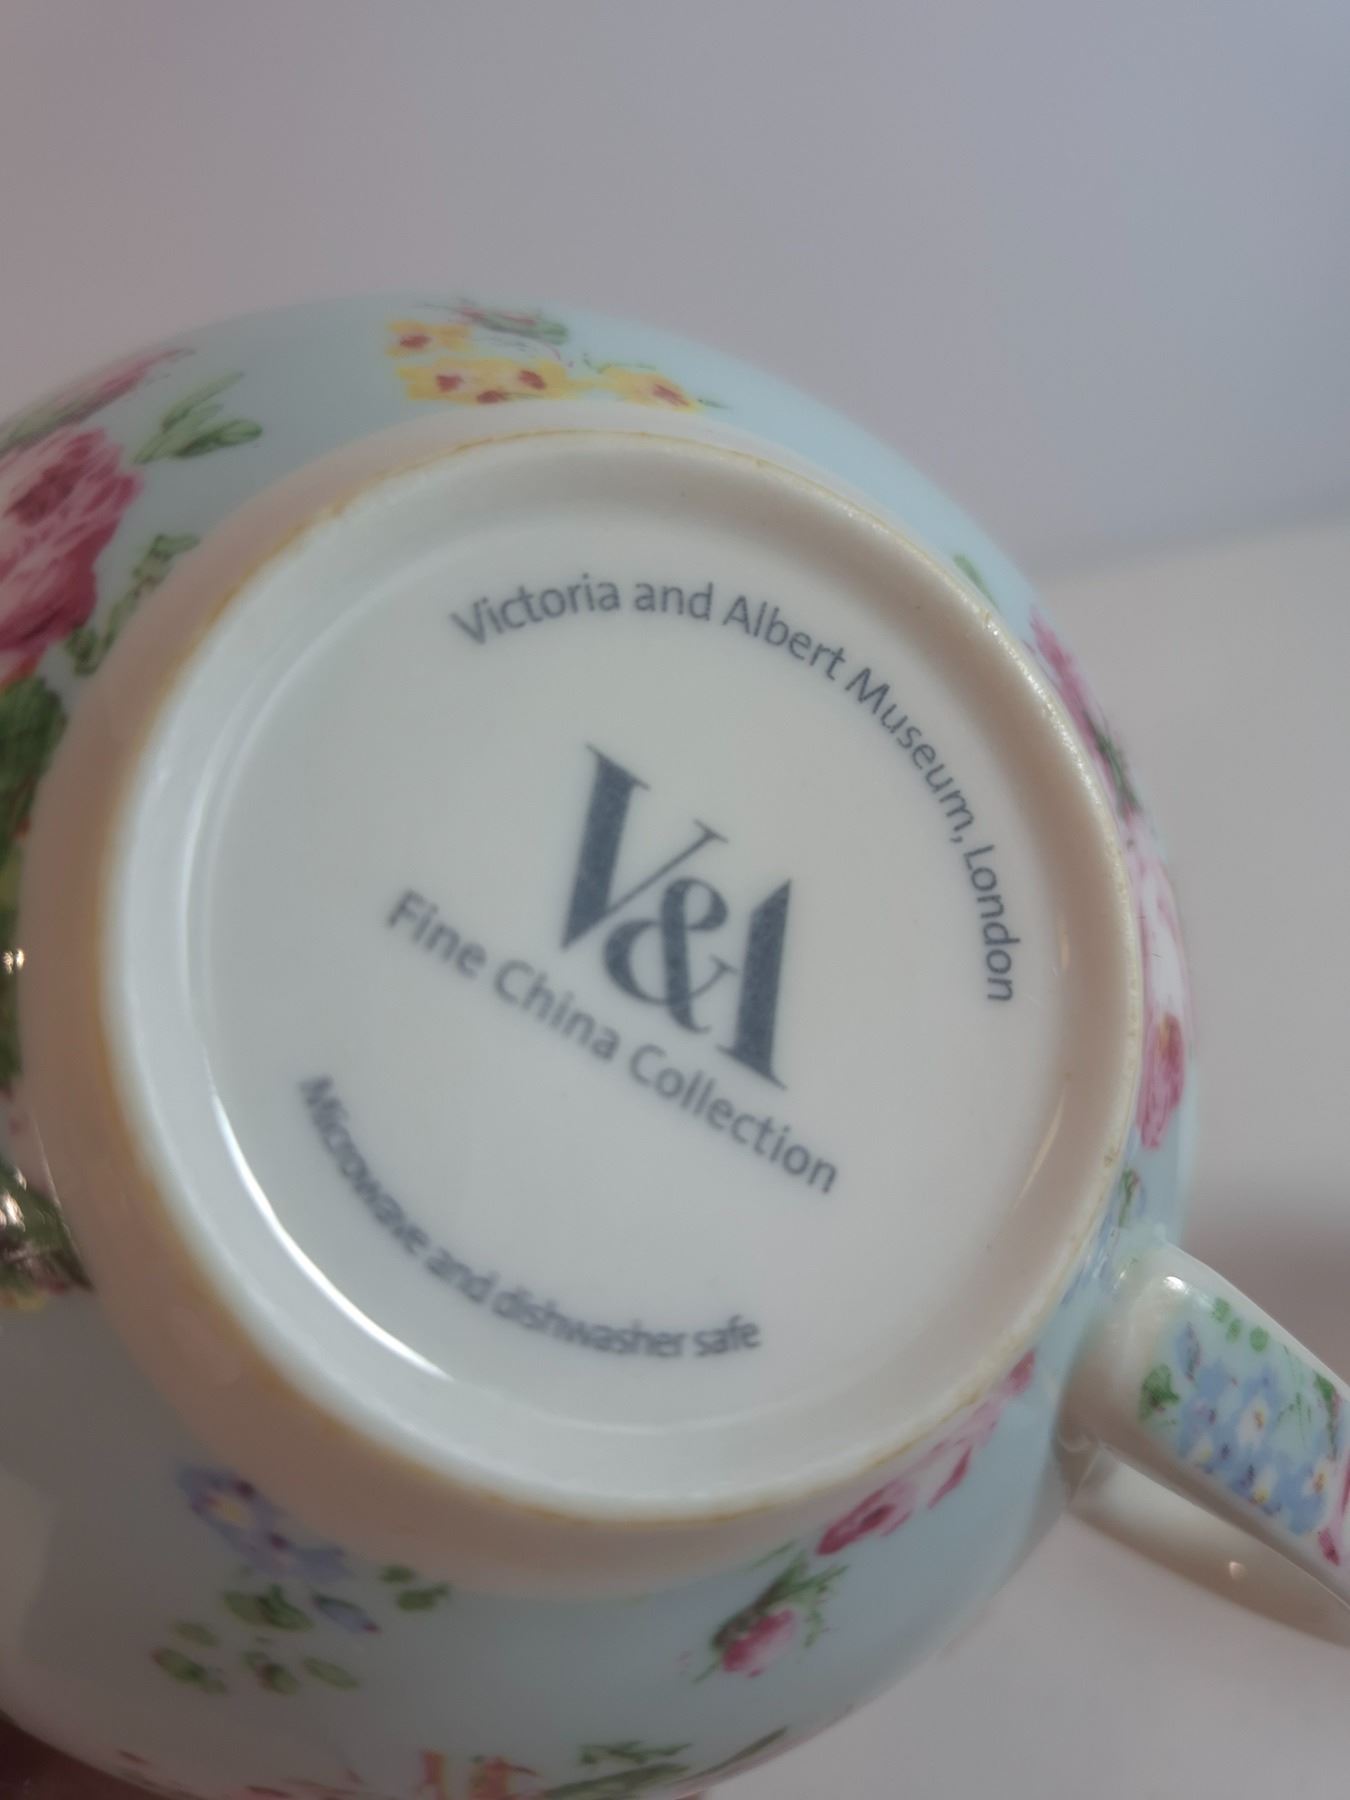 Victoria and Albert Museum, London
V&A
Fine China Collection
Microwave and dishwasher safe